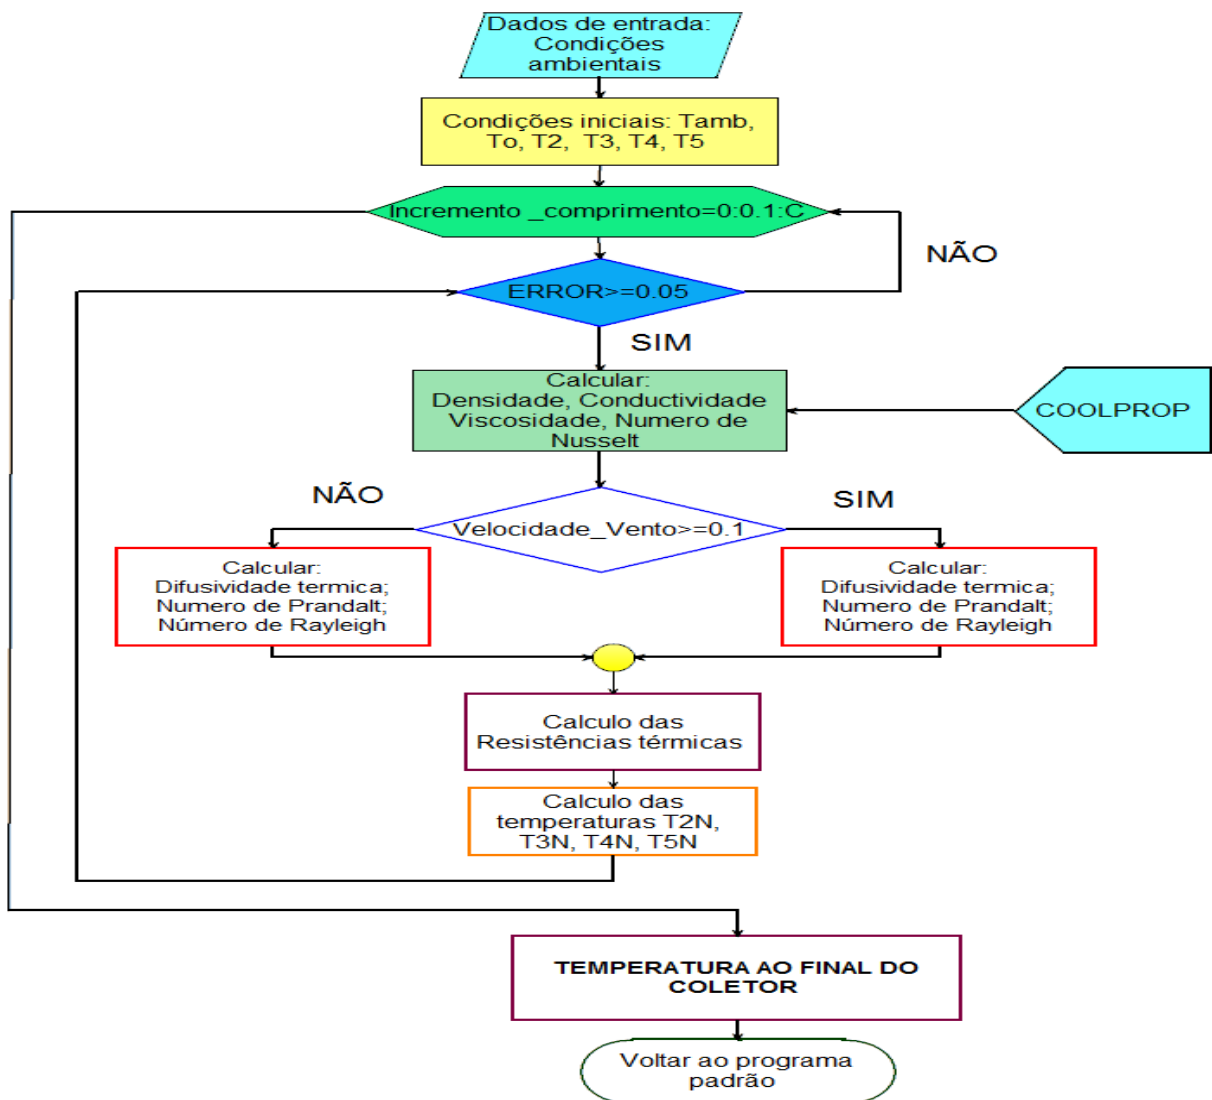 Dados de entrada:
Condições
ambientais
Condições iniciais: Tamb,
To, T2,  T3, T4, T5
Incremento _comprimento=0:0.1:C
NÃO
ERROR>=0.05
SIM
Calcular:
Densidade, Conductividade
Viscosidade, Numero de
Nusselt
COOLPROP
NÃO
SIM
Velocidade_Vento>=0.1
Calcular:
Difusividade termica;
Numero de Prandalt;
Número de Rayleigh
Calcular:
Difusividade termica;
Numero de Prandalt;
Número de Rayleigh
Calculo das
Resistências térmicas
Calculo das
temperaturas T2N,
T3N, T4N, T5N
TEMPERATURA AO FINAL DO
COLETOR
Voltar ao programa
padrão